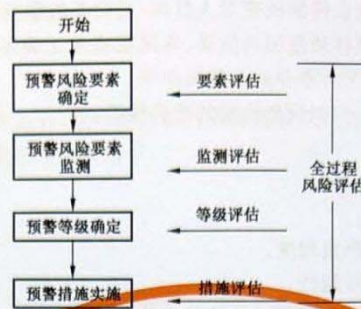 开始
预警风险要素
确定
要素评估
预警风险要素
监测
监测评估
全过程
风险评估
预警等级确定
等级评估
预警措施实施
措施评估